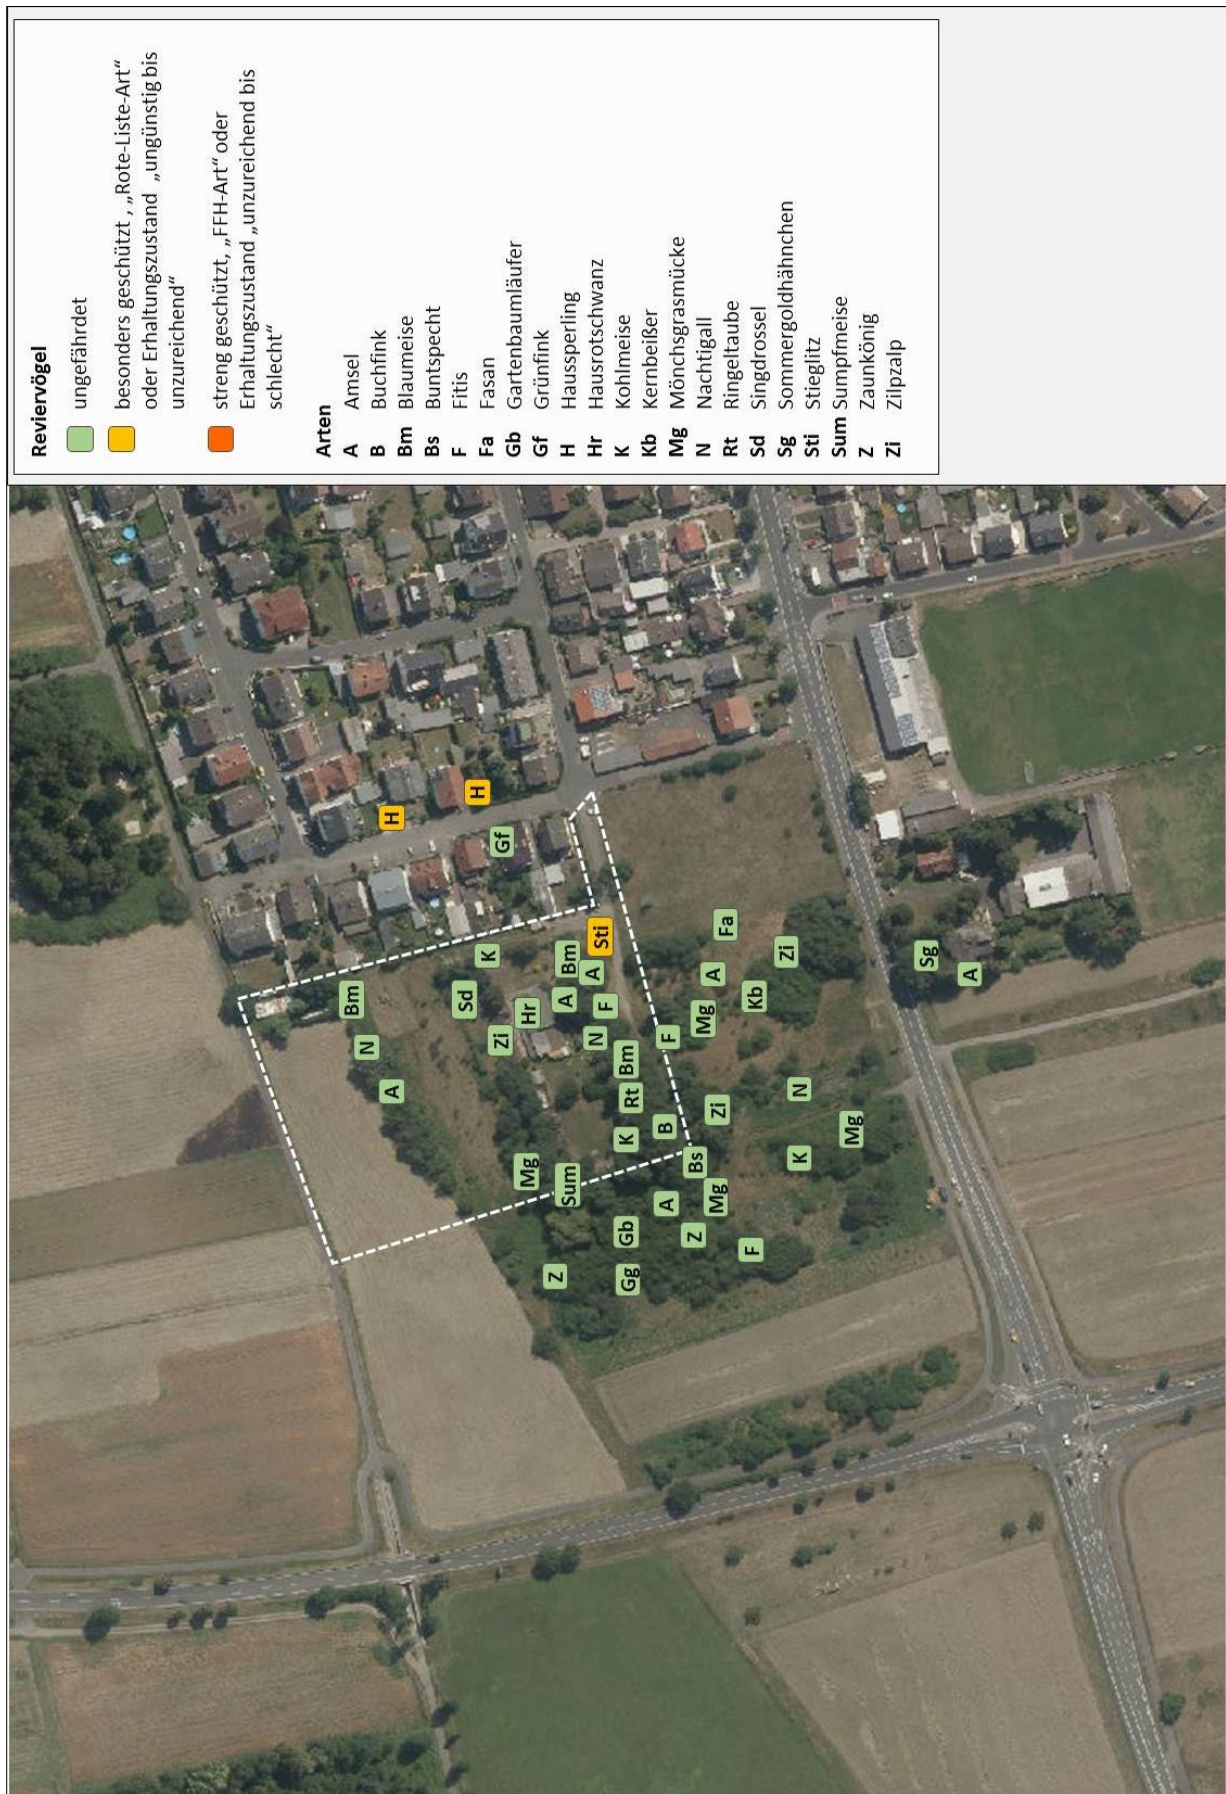 Reviervögel
ungefährdet
besonders geschützt , „Rote-Liste-Art“
oder Erhaltungszustand „ungünstig bis
unzureichend“
streng geschützt, „FFH-Art“ oder
Erhaltungszustand „unzureichend bis
schlecht“
Arten
A Amsel
B Buchfink
Bm Blaumeise
Bs Buntspecht
F Fitis
Fa Fasan
Gb Gartenbaumläufer
Gf Grünfink
H Haussperling
Hr Hausrotschwanz
K Kohlmeise
Kb Kernbeißer
Mg Mönchsgrasmücke
N Nachtigall
Rt Ringeltaube
Sd Singdrossel
Sg Sommergoldhähnchen
Sti Stieglitz
Sum Sumpfmeise
Z Zaunkönig
Zi Zilpzalp
Bm
N
A
H
Sd
H
K
Zi
Gf
Mg
Hr
Z
A
Sum
Bm
A
N
Sti
F
Gg
Gb
K
Rt
Bm
A
B
F
Z
Bs
Mg
A
Mg
Zi
Fa
F
Kb
Zi
K
N
Mg
Sg
A